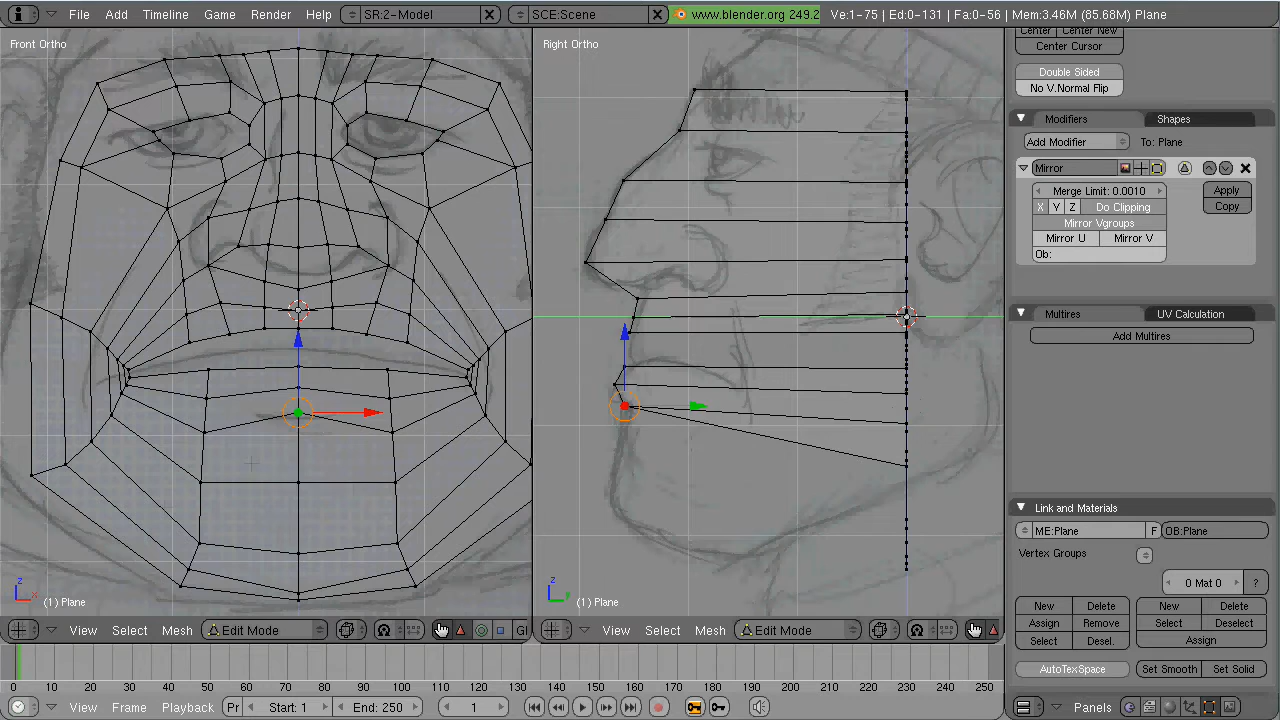 File Add Timeline Game Render Help SR:2-Model SCE:Scene www.blender.org 249.2 Ve:1-75 | Ed:0-131 | Fa:0-56 | Mem:3.46M (85.68M) Plane
Front Ortho
Right Ortho
Center Center New
Center Cursor
Double Sided
No V.Normal Flip
Modifiers Shapes
Add Modifier To: Plane
Mirror
Merge Limit: 0.0010 Apply
X Y Z Do Clipping Copy
Mirror Vgroups
Mirror U Mirror V
Ob:
Multires UV Calculation
Add Multires
Link and Materials
ME:Plane F OB:Plane
Vertex Groups
0 Mat 0 ?
New Delete New Delete
Assign Remove Select Deselect
Select Desel. Assign
AutoTexSpace Set Smooth Set Solid
z x (1) Plane
z y (1) Plane
View Select Mesh Edit Mode Gl
View Select Mesh Edit Mode
0 10 20 30 40 50 60 70 80 90 100 110 120 130 140 150 160 170 180 190 200 210 220 230 240 250
View Frame Playback Pr Start: 1 End: 250 1
Panels